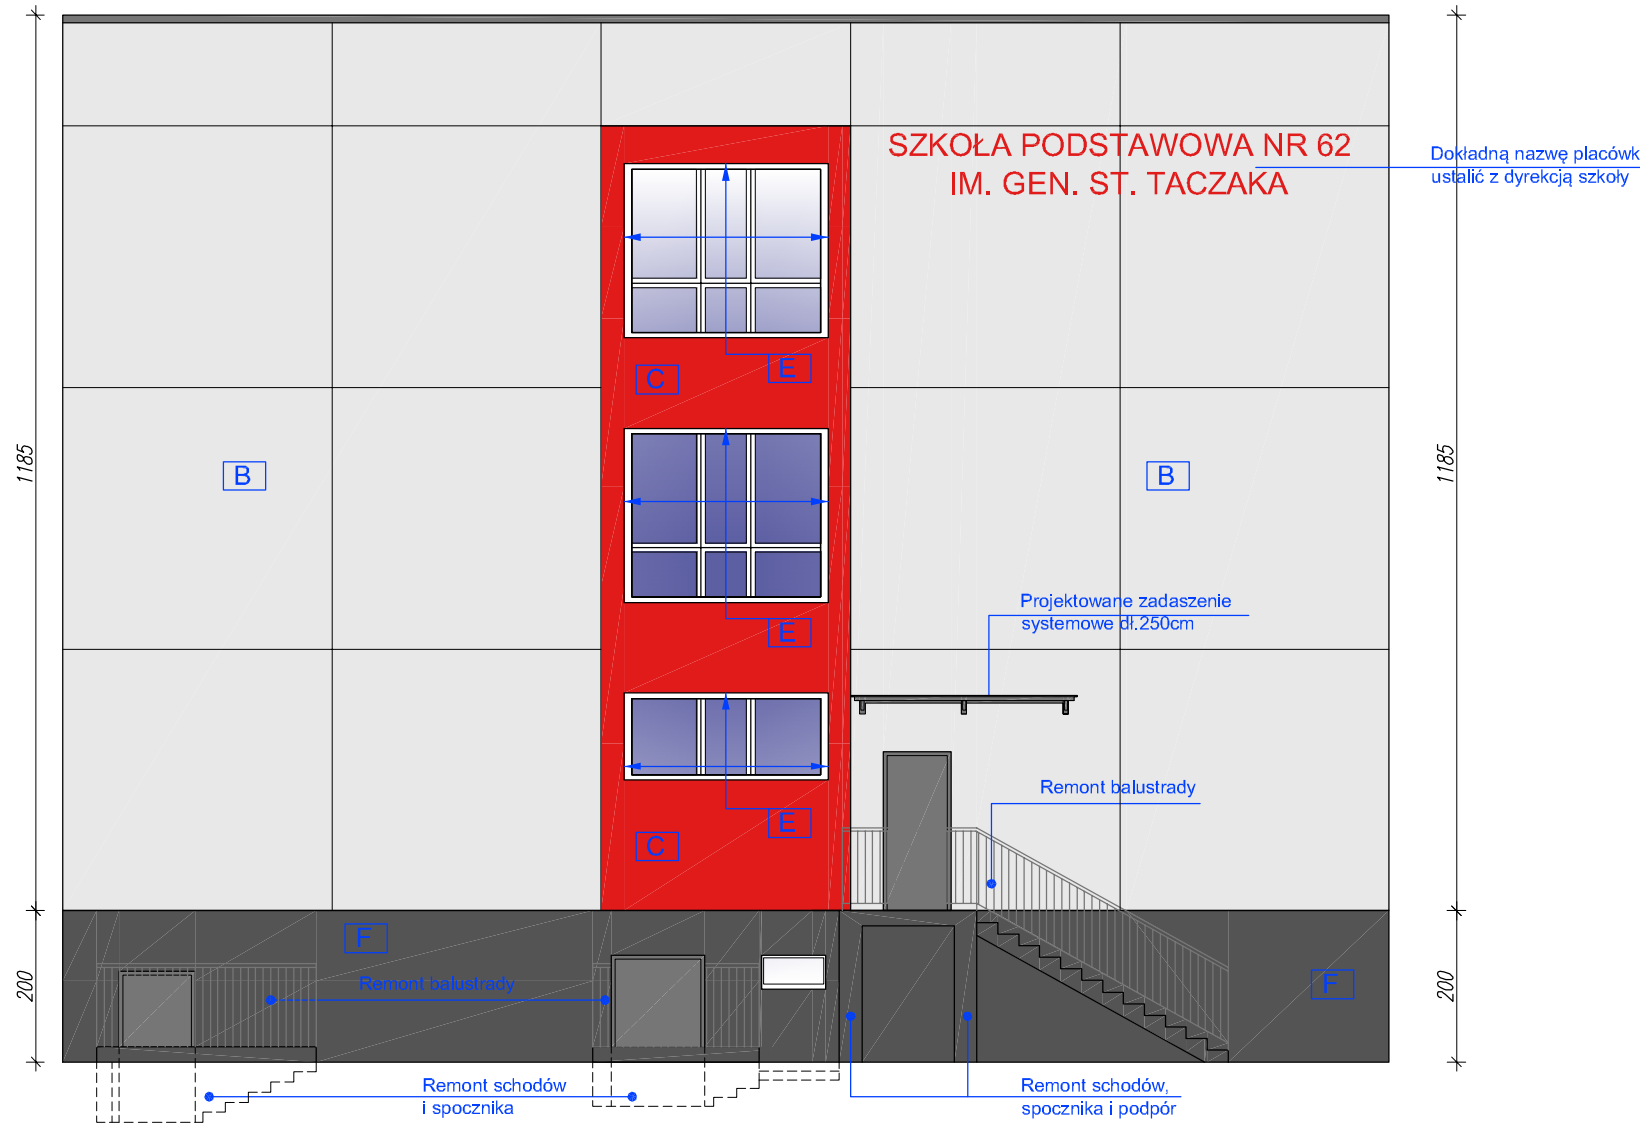 SZKOŁA PODSTAWOWA NR 62
IM. GEN. ST. TACZAKA
Dokładną nazwę placówk
ustalić z dyrekcją szkoły
E
C
1185
B
B
1185
Projektowane zadaszenie
systemowe dł.250cm
E
Remont balustrady
E
C
F
F
Remont balustrady
200
200
Remont schodów
i spocznika
Remont schodów,
spocznika i podpór